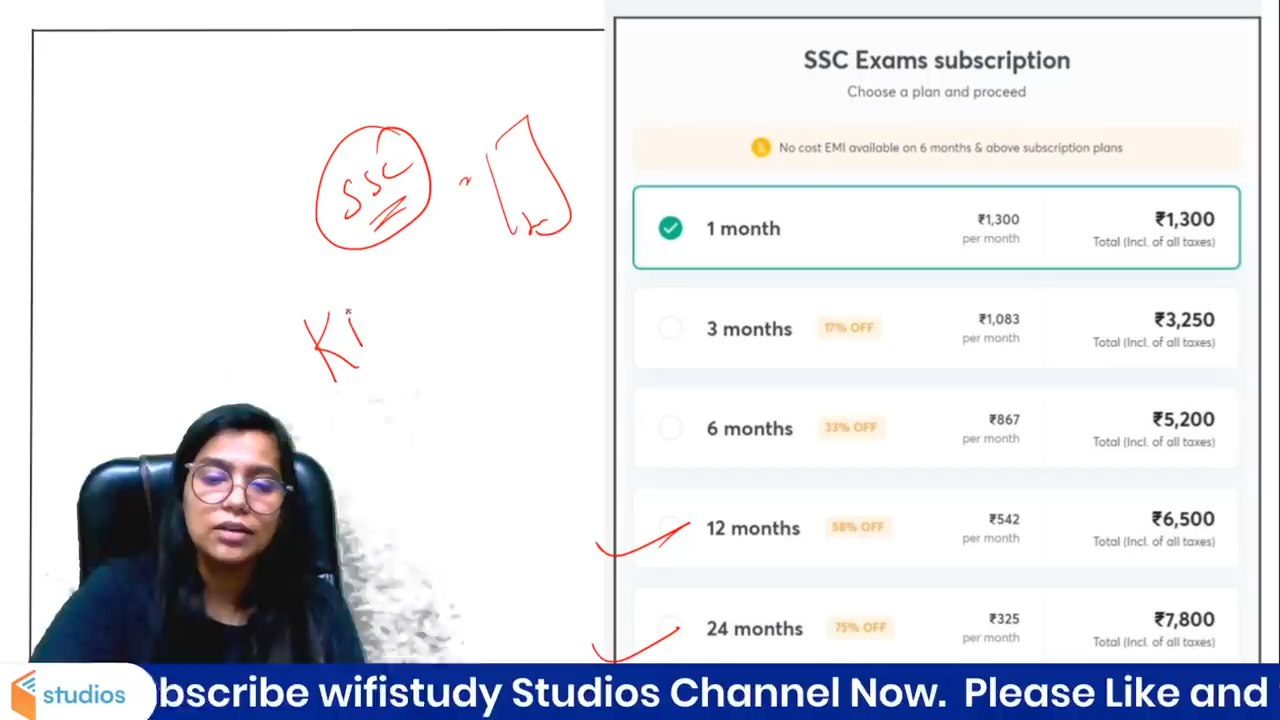 SSC Exams subscription
Choose a plan and proceed
No cost EMI available on 6 months & above subscription plans
1 month ₹1,300 per month ₹1,300 Total (Incl. of all taxes)
3 months 17% OFF ₹1,083 per month ₹3,250 Total (Incl. of all taxes)
6 months 33% OFF ₹867 per month ₹5,200 Total (Incl. of all taxes)
12 months 58% OFF ₹542 per month ₹6,500 Total (Incl. of all taxes)
24 months 75% OFF ₹325 per month ₹7,800 Total (Incl. of all taxes)
SSC
Ki
studios
bscribe wifistudy Studios Channel Now. Please Like and